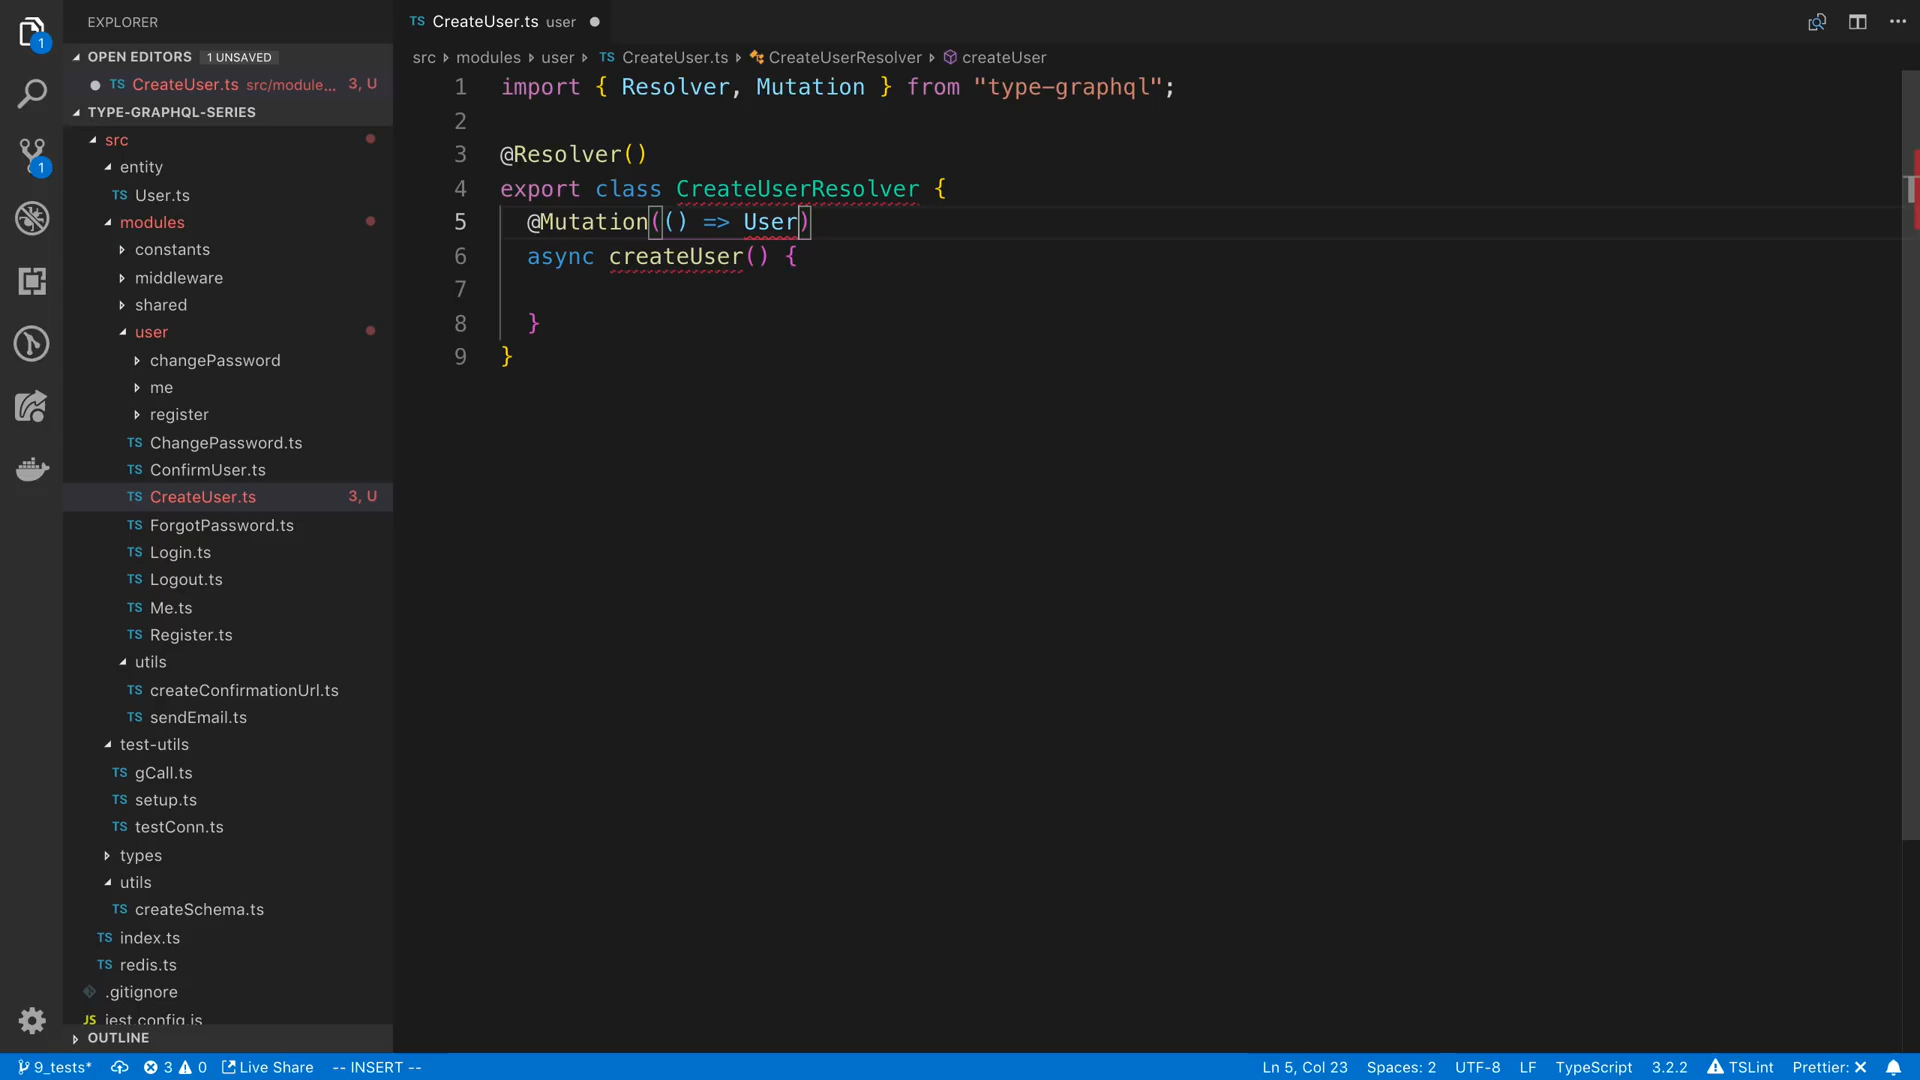 EXPLORER
OPEN EDITORS 1 UNSAVED
TS CreateUser.ts src/module... 3, U
TYPE-GRAPHQL-SERIES
src
entity
TS User.ts
modules
constants
middleware
shared
user
changePassword
me
register
TS ChangePassword.ts
TS ConfirmUser.ts
TS CreateUser.ts 3, U
TS ForgotPassword.ts
TS Login.ts
TS Logout.ts
TS Me.ts
TS Register.ts
utils
TS createConfirmationUrl.ts
TS sendEmail.ts
test-utils
TS gCall.ts
TS setup.ts
TS testConn.ts
types
utils
TS createSchema.ts
TS index.ts
TS redis.ts
.gitignore
JS jest.config.js
OUTLINE
1
1
TS CreateUser.ts user
src modules user TS CreateUser.ts CreateUserResolver createUser
1 import { Resolver, Mutation } from "type-graphql";
2
3 @Resolver()
4 export class CreateUserResolver {
5 @Mutation(() => User)
6 async createUser() {
7
8 }
9 }
9_tests* 3 0 Live Share -- INSERT -- Ln 5, Col 23 Spaces: 2 UTF-8 LF TypeScript 3.2.2 TSLint Prettier: ✕